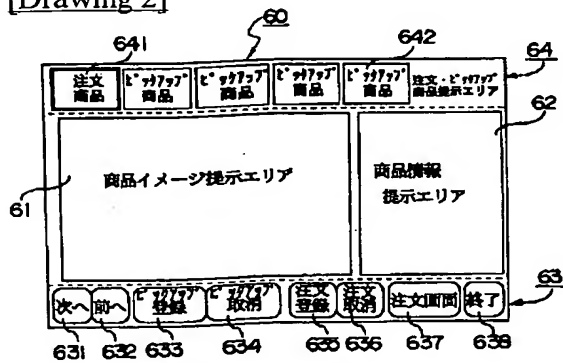 [Drawing 2]
60
641
642
64
注文
商品
ピックアップ
商品
ピックアップ
商品
ピックアップ
商品
ピックアップ
商品
注文・ピックアップ
商品提示エリア
62
61
商品イメージ提示エリア
商品情報
提示エリア
次へ
前へ
ピックアップ
登録
ピックアップ
取消
注文
登録
注文
取消
注文画面
終了
63
631
632
633
634
635
636
637
638